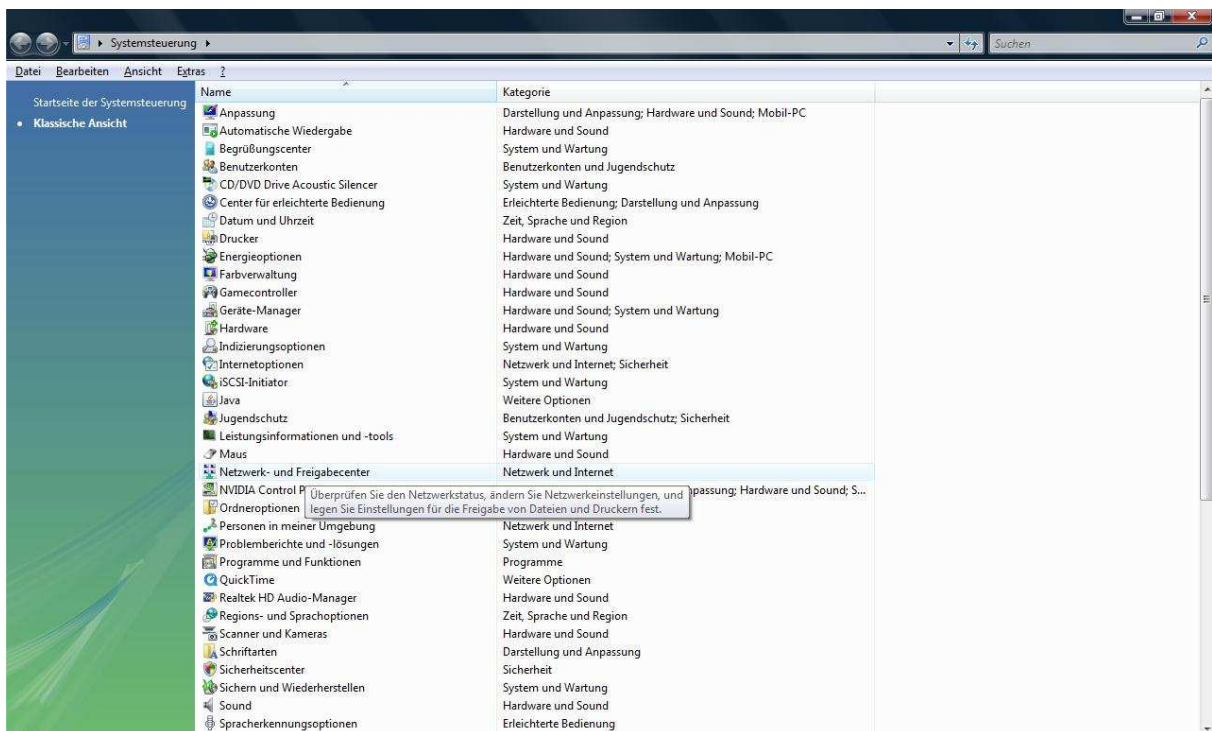 Systemsteuerung
Suchen
Datei Bearbeiten Ansicht Extras ?
Startseite der Systemsteuerung
Klassische Ansicht
Name Kategorie
Anpassung Darstellung und Anpassung; Hardware und Sound; Mobil-PC
Automatische Wiedergabe Hardware und Sound
Begrüßungscenter System und Wartung
Benutzerkonten Benutzerkonten und Jugendschutz
CD/DVD Drive Acoustic Silencer System und Wartung
Center für erleichterte Bedienung Erleichterte Bedienung; Darstellung und Anpassung
Datum und Uhrzeit Zeit, Sprache und Region
Drucker Hardware und Sound
Energieoptionen Hardware und Sound; System und Wartung; Mobil-PC
Farbverwaltung Hardware und Sound
Gamecontroller Hardware und Sound
Geräte-Manager Hardware und Sound; System und Wartung
Hardware Hardware und Sound
Indizierungsoptionen System und Wartung
Internetoptionen Netzwerk und Internet; Sicherheit
iSCSI-Initiator System und Wartung
Java Weitere Optionen
Jugendschutz Benutzerkonten und Jugendschutz; Sicherheit
Leistungsinformationen und -tools System und Wartung
Maus Hardware und Sound
Netzwerk- und Freigabecenter Netzwerk und Internet
NVIDIA Control P npassung; Hardware und Sound; S...
Überprüfen Sie den Netzwerkstatus, ändern Sie Netzwerkeinstellungen, und
legen Sie Einstellungen für die Freigabe von Dateien und Druckern fest.
Ordneroptionen
Personen in meiner Umgebung Netzwerk und Internet
Problemberichte und -lösungen System und Wartung
Programme und Funktionen Programme
QuickTime Weitere Optionen
Realtek HD Audio-Manager Hardware und Sound
Regions- und Sprachoptionen Zeit, Sprache und Region
Scanner und Kameras Hardware und Sound
Schriftarten Darstellung und Anpassung
Sicherheitscenter Sicherheit
Sichern und Wiederherstellen System und Wartung
Sound Hardware und Sound
Spracherkennungsoptionen Erleichterte Bedienung